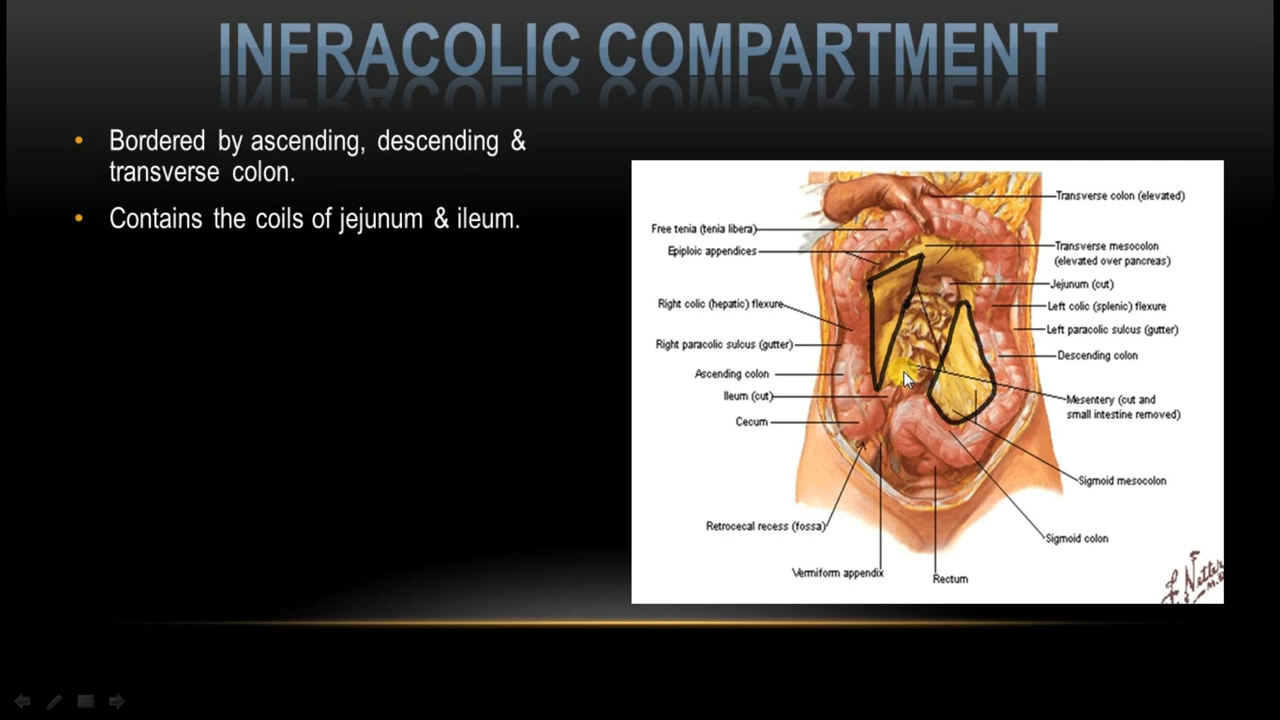 INFRACOLIC COMPARTMENT
• Bordered by ascending, descending &
transverse colon.
• Contains the coils of jejunum & ileum.
Free tenia (tenia libera)
Epiploic appendices
Right colic (hepatic) flexure
Right paracolic sulcus (gutter)
Ascending colon
Ileum (cut)
Cecum
Retrocecal recess (fossa)
Vermiform appendix
Rectum
Transverse colon (elevated)
Transverse mesocolon
(elevated over pancreas)
Jejunum (cut)
Left colic (splenic) flexure
Left paracolic sulcus (gutter)
Descending colon
Mesentery (cut and
small intestine removed)
Sigmoid mesocolon
Sigmoid colon
F. Netter